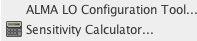 ALMA LO Configuration Tool...
Sensitivity Calculator...